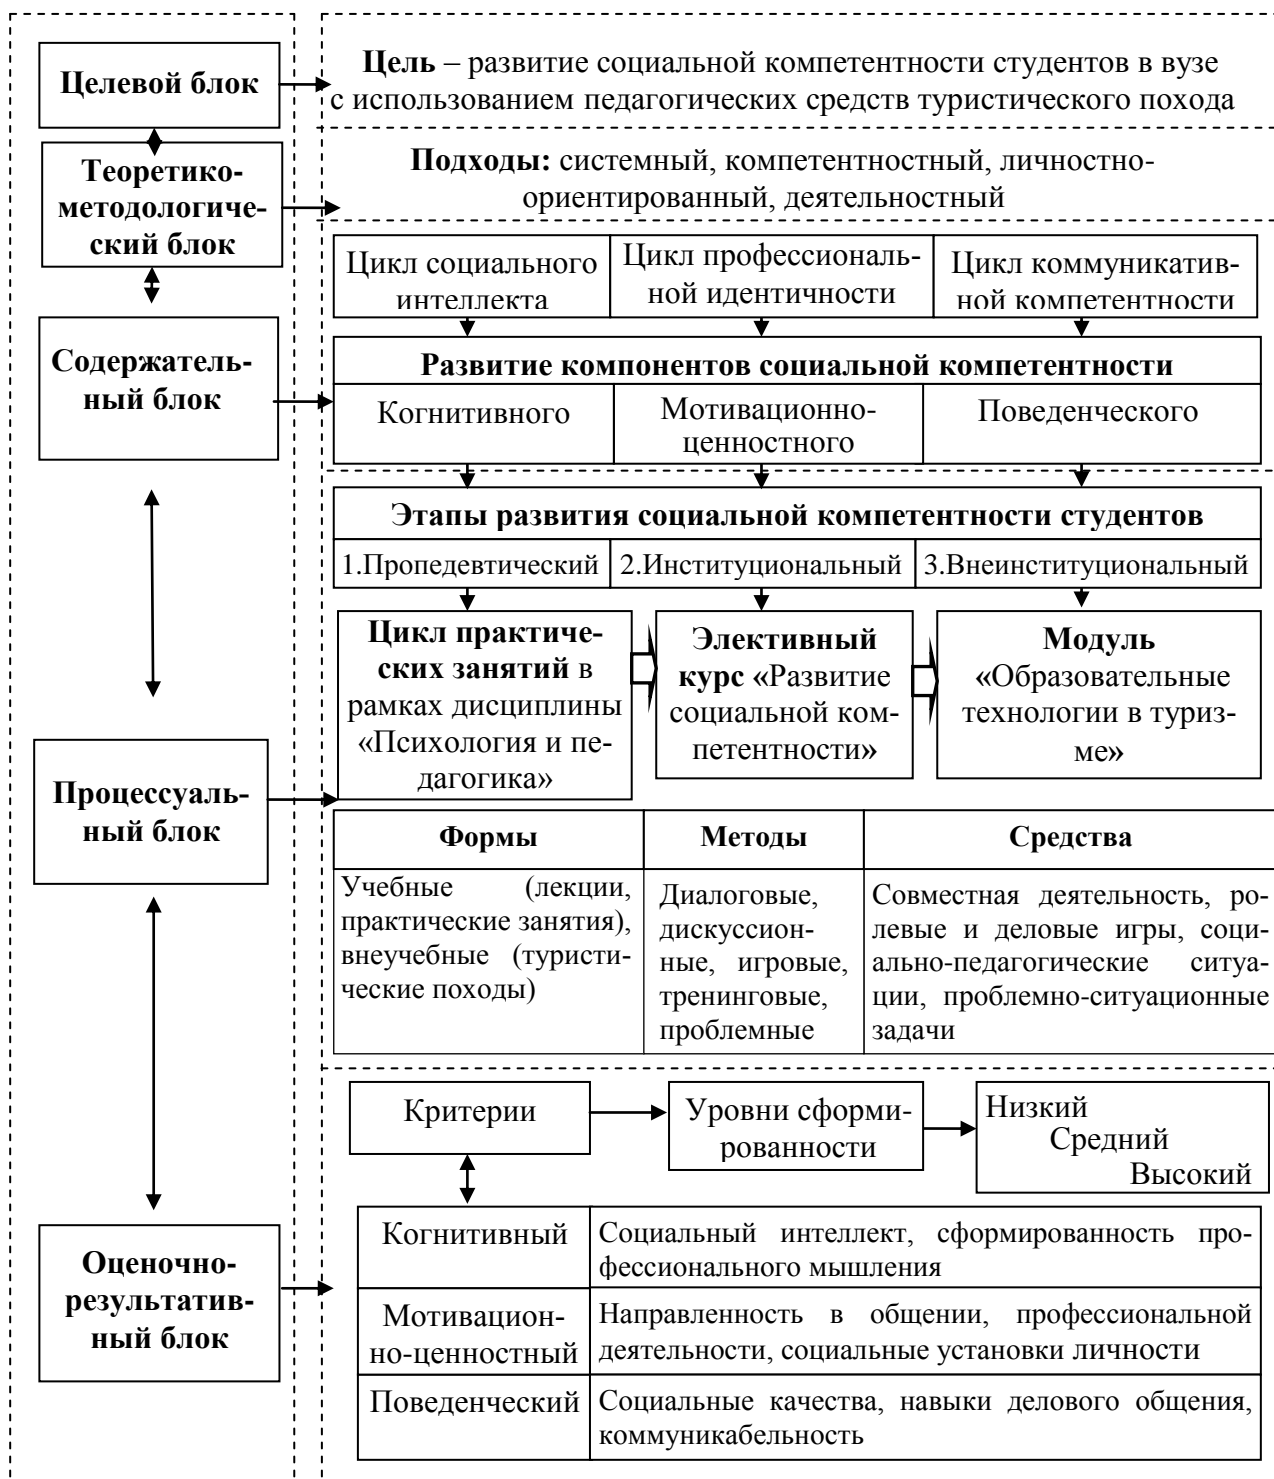 Целевой блок
Цель – развитие социальной компетентности студентов в вузе
с использованием педагогических средств туристического похода
Теоретико-
методологиче-
ский блок
Подходы: системный, компетентностный, личностно-
ориентированный, деятельностный
Содержатель-
ный блок
Цикл социального
интеллекта
Цикл профессиональ-
ной идентичности
Цикл коммуникатив-
ной компетентности
Развитие компонентов социальной компетентности
Когнитивного
Мотивационно-
ценностного
Поведенческого
Процессуаль-
ный блок
Этапы развития социальной компетентности студентов
1.Пропедевтический
2.Институциональный
3.Внеинституциональный
Цикл практиче-
ских занятий в
рамках дисциплины
«Психология и пе-
дагогика»
Элективный
курс «Развитие
социальной ком-
петентности»
Модуль
«Образовательные
технологии в туриз-
ме»
Формы
Методы
Средства
Учебные (лекции,
практические занятия),
внеучебные (туристи-
ческие походы)
Диалоговые,
дискуссион-
ные, игровые,
тренинговые,
проблемные
Совместная деятельность, ро-
левые и деловые игры, соци-
ально-педагогические ситуа-
ции, проблемно-ситуационные
задачи
Оценочно-
результатив-
ный блок
Критерии
Уровни сформи-
рованности
Низкий
Средний
Высокий
Когнитивный
Социальный интеллект, сформированность про-
фессионального мышления
Мотивацион-
но-ценностный
Направленность в общении, профессиональной
деятельности, социальные установки личности
Поведенческий
Социальные качества, навыки делового общения,
коммуникабельность